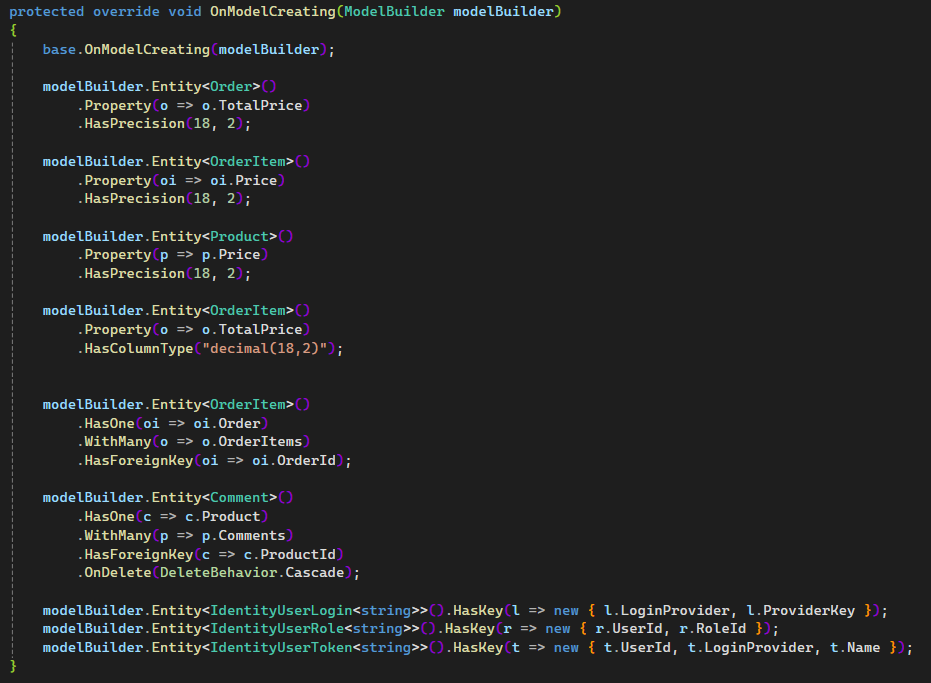 protected override void OnModelCreating(ModelBuilder modelBuilder)
{
    base.OnModelCreating(modelBuilder);

    modelBuilder.Entity<Order>()
        .Property(o => o.TotalPrice)
        .HasPrecision(18, 2);

    modelBuilder.Entity<OrderItem>()
        .Property(oi => oi.Price)
        .HasPrecision(18, 2);

    modelBuilder.Entity<Product>()
        .Property(p => p.Price)
        .HasPrecision(18, 2);

    modelBuilder.Entity<OrderItem>()
        .Property(o => o.TotalPrice)
        .HasColumnType("decimal(18,2)");


    modelBuilder.Entity<OrderItem>()
        .HasOne(oi => oi.Order)
        .WithMany(o => o.OrderItems)
        .HasForeignKey(oi => oi.OrderId);

    modelBuilder.Entity<Comment>()
        .HasOne(c => c.Product)
        .WithMany(p => p.Comments)
        .HasForeignKey(c => c.ProductId)
        .OnDelete(DeleteBehavior.Cascade);

    modelBuilder.Entity<IdentityUserLogin<string>>().HasKey(l => new { l.LoginProvider, l.ProviderKey });
    modelBuilder.Entity<IdentityUserRole<string>>().HasKey(r => new { r.UserId, r.RoleId });
    modelBuilder.Entity<IdentityUserToken<string>>().HasKey(t => new { t.UserId, t.LoginProvider, t.Name });
}